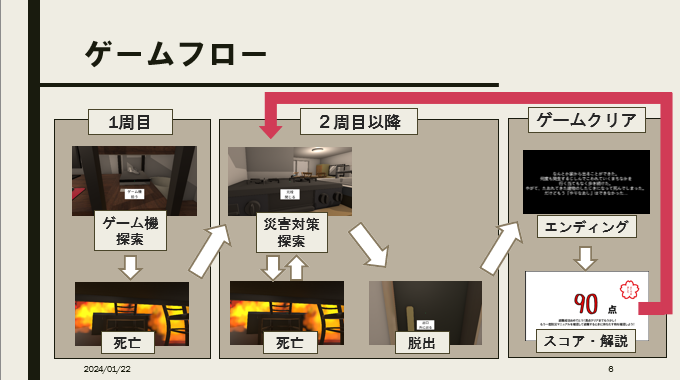 ゲームフロー
1周目
２周目以降
ゲームクリア
ゲーム機
探索
災害対策
探索
エンディング
90 点
死亡
死亡
脱出
スコア・解説
2024/01/22
6